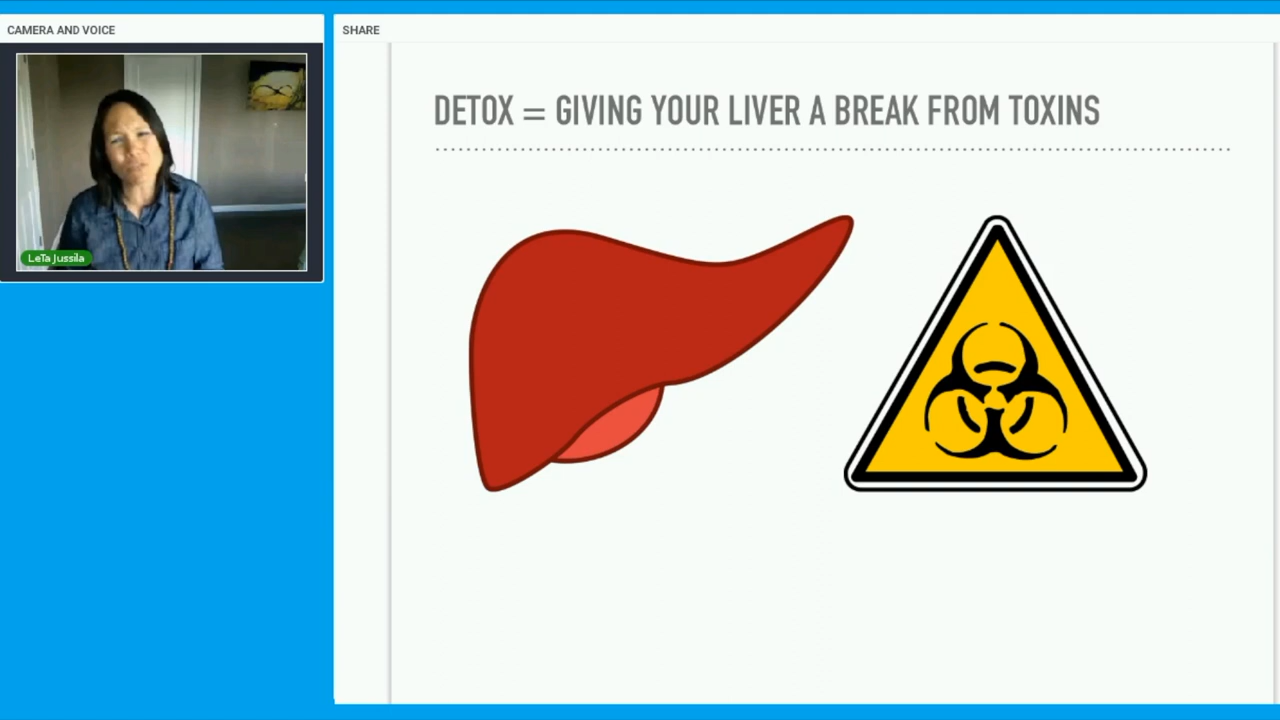 CAMERA AND VOICE
LeTa Jussila
SHARE
DETOX = GIVING YOUR LIVER A BREAK FROM TOXINS